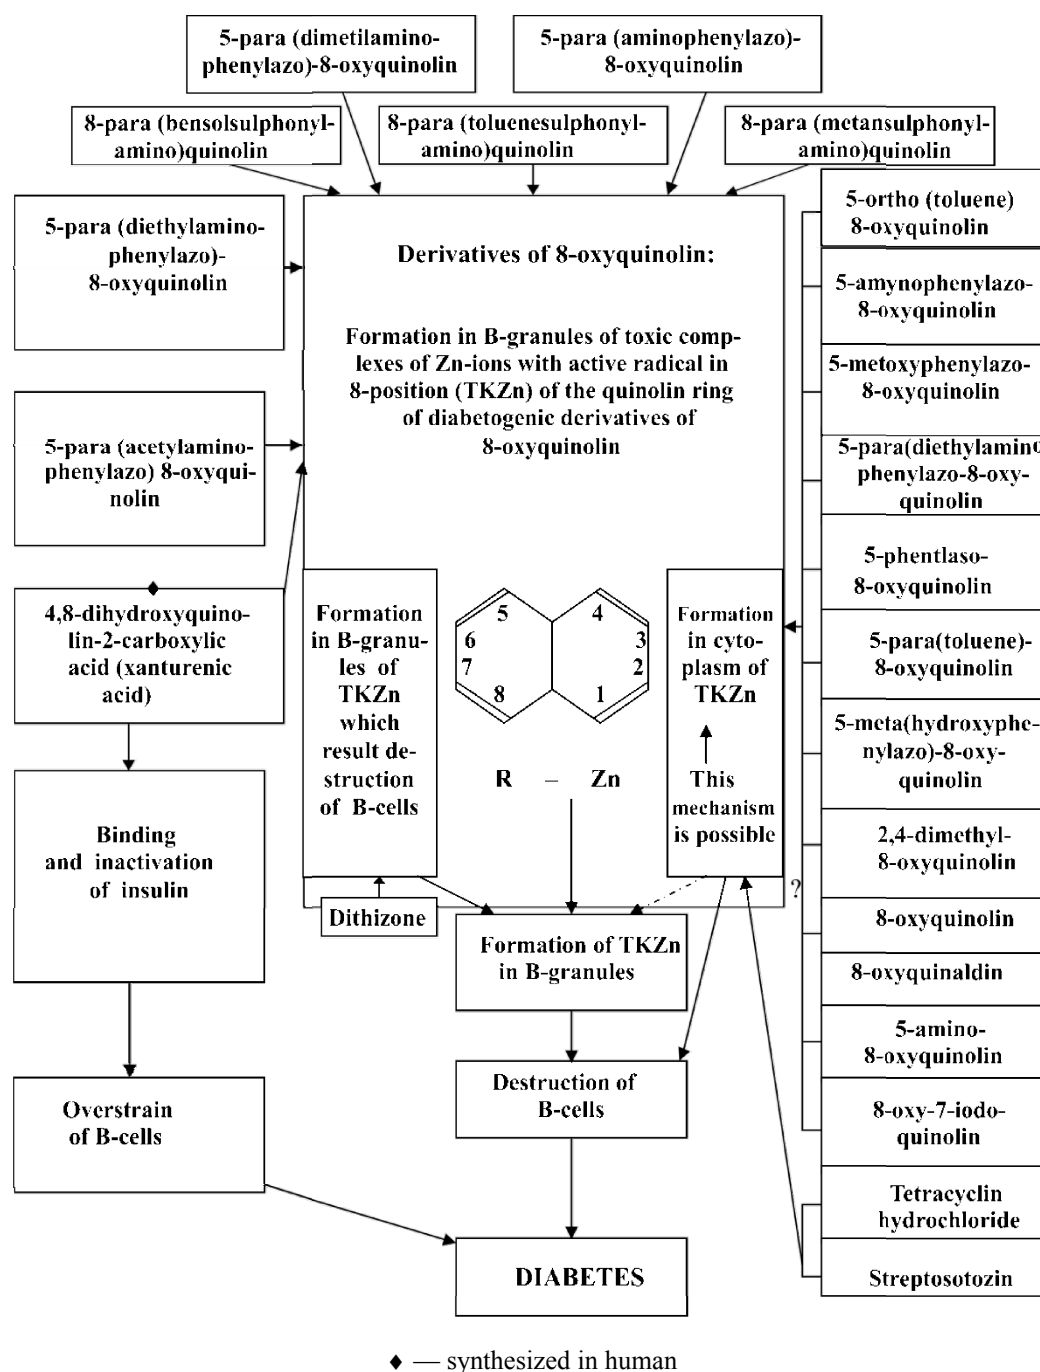 5-para (dimetilamino-
phenylazo)-8-oxyquinolin
5-para (aminophenylazo)-
8-oxyquinolin
8-para (bensolsulphonyl-
amino)quinolin
8-para (toluenesulphonyl-
amino)quinolin
8-para (metansulphonyl-
amino)quinolin
5-para (diethylamino-
phenylazo)-
8-oxyquinolin
5-para (acetylamino-
phenylazo) 8-oxyqui-
nolin
4,8-dihydroxyquino-
lin-2-carboxylic
acid (xanturenic
acid)
Binding
and inactivation
of insulin
Overstrain
of B-cells
Derivatives of 8-oxyquinolin:
Formation in B-granules of toxic comp-
lexes of Zn-ions with active radical in
8-position (TKZn) of the quinolin ring
of diabetogenic derivatives of
8-oxyquinolin
Formation
in B-granu-
les of
TKZn
which
result de-
struction
of B-cells
5 4
6 3
7 2
8 1
R – Zn
Formation
in cyto-
plasm of
TKZn
This
mechanism
is possible
?
Dithizone
Formation of TKZn
in B-granules
Destruction of
B-cells
DIABETES
5-ortho (toluene)
8-oxyquinolin
5-amynophenylazo-
8-oxyquinolin
5-metoxyphenylazo-
8-oxyquinolin
5-para(diethylamino
phenylazo-8-oxy-
quinolin
5-phentlaso-
8-oxyquinolin
5-para(toluene)-
8-oxyquinolin
5-meta(hydroxyphe-
nylazo)-8-oxy-
quinolin
2,4-dimethyl-
8-oxyquinolin
8-oxyquinolin
8-oxyquinaldin
5-amino-
8-oxyquinolin
8-oxy-7-iodo-
quinolin
Tetracyclin
hydrochloride
Streptosotozin
♦ — synthesized in human